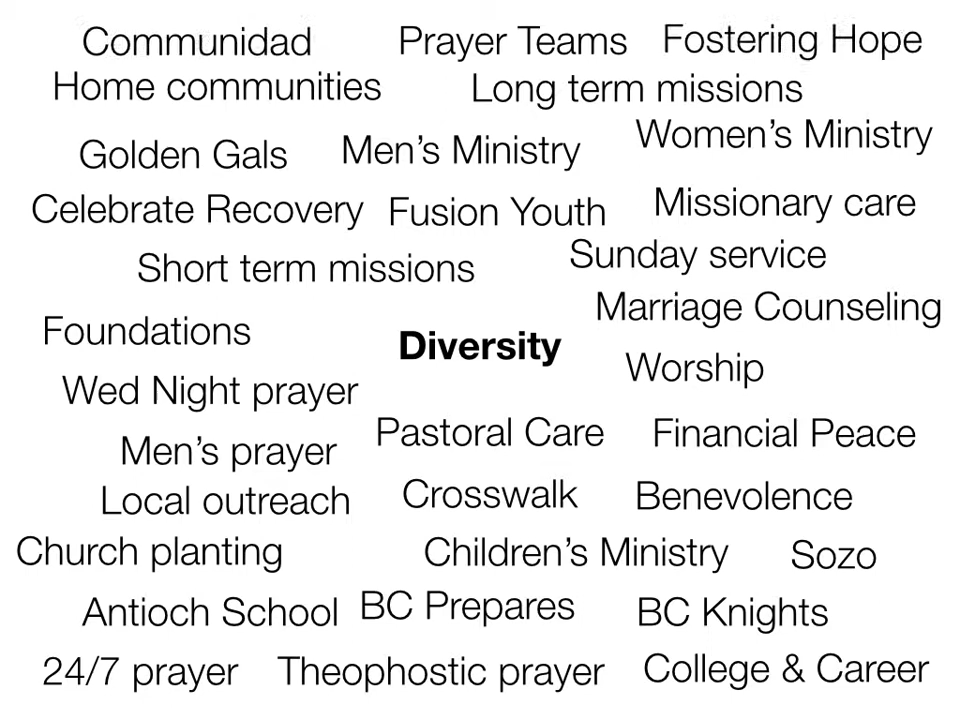 Communidad Prayer Teams Fostering Hope
Home communities Long term missions
Golden Gals Men's Ministry Women's Ministry
Celebrate Recovery Fusion Youth Missionary care
Short term missions Sunday service
Marriage Counseling
Foundations Diversity
Worship
Wed Night prayer
Men's prayer Pastoral Care Financial Peace
Local outreach Crosswalk Benevolence
Church planting Children's Ministry Sozo
Antioch School BC Prepares BC Knights
24/7 prayer Theophostic prayer College & Career